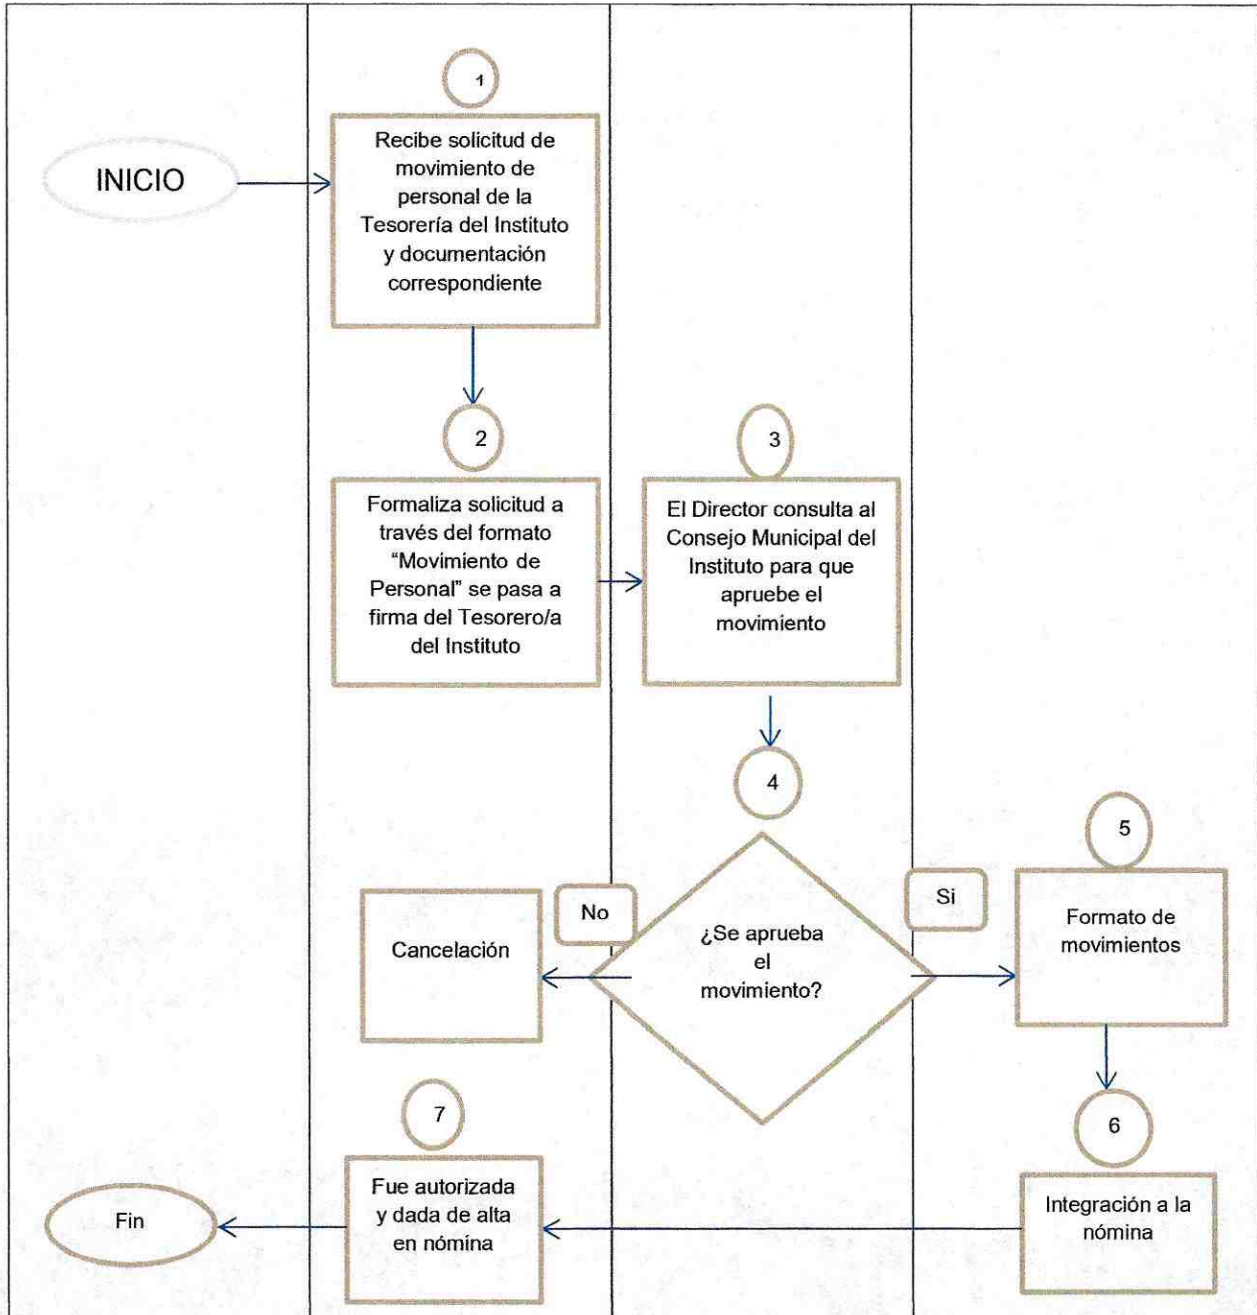 1
Recibe solicitud de
movimiento de
personal de la
Tesorería del Instituto
y documentación
correspondiente
INICIO
2
Formaliza solicitud a
través del formato
“Movimiento de
Personal” se pasa a
firma del Tesorero/a
del Instituto
3
El Director consulta al
Consejo Municipal del
Instituto para que
apruebe el
movimiento
4
¿Se aprueba
el
movimiento?
No
Cancelación
Si
5
Formato de
movimientos
6
Integración a la
nómina
7
Fue autorizada
y dada de alta
en nómina
Fin